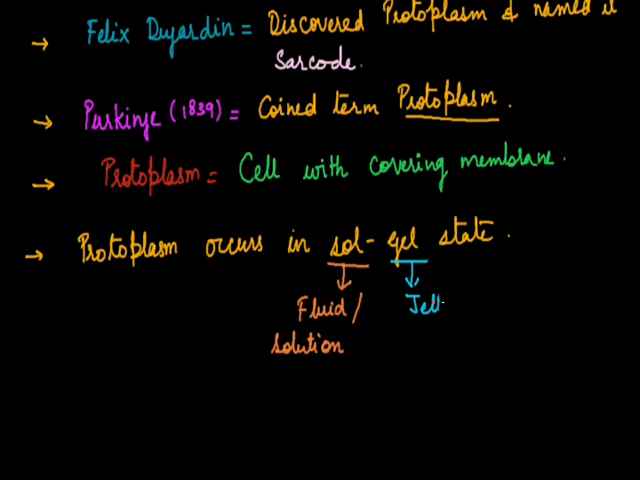 → Felix Dujardin = Discovered Protoplasm & named it
Sarcode.
→ Purkinje (1839) = Coined term Protoplasm.
→ Protoplasm = Cell with covering membrane.
→ Protoplasm occurs in sol-gel state.
Fluid/ Jell
solution